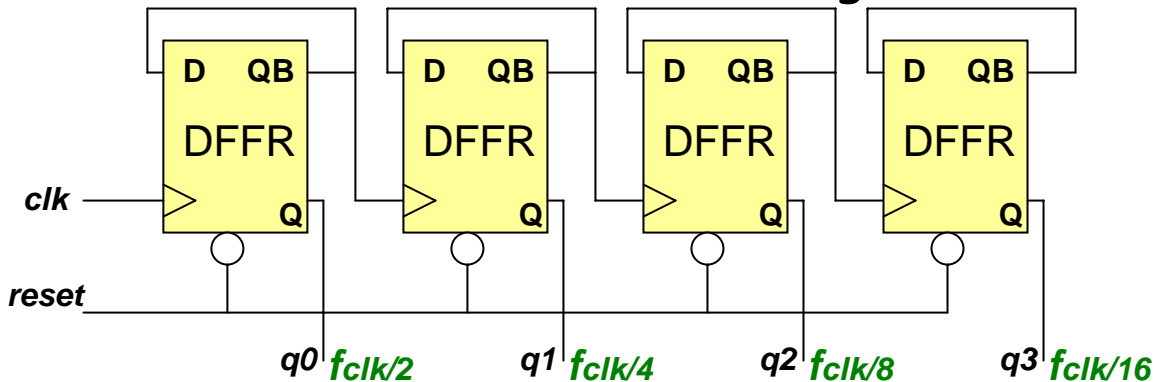 D QB D QB D QB D QB
DFFR DFFR DFFR DFFR
clk
Q Q Q Q
reset
q0 fclk/2 q1 fclk/4 q2 fclk/8 q3 fclk/16